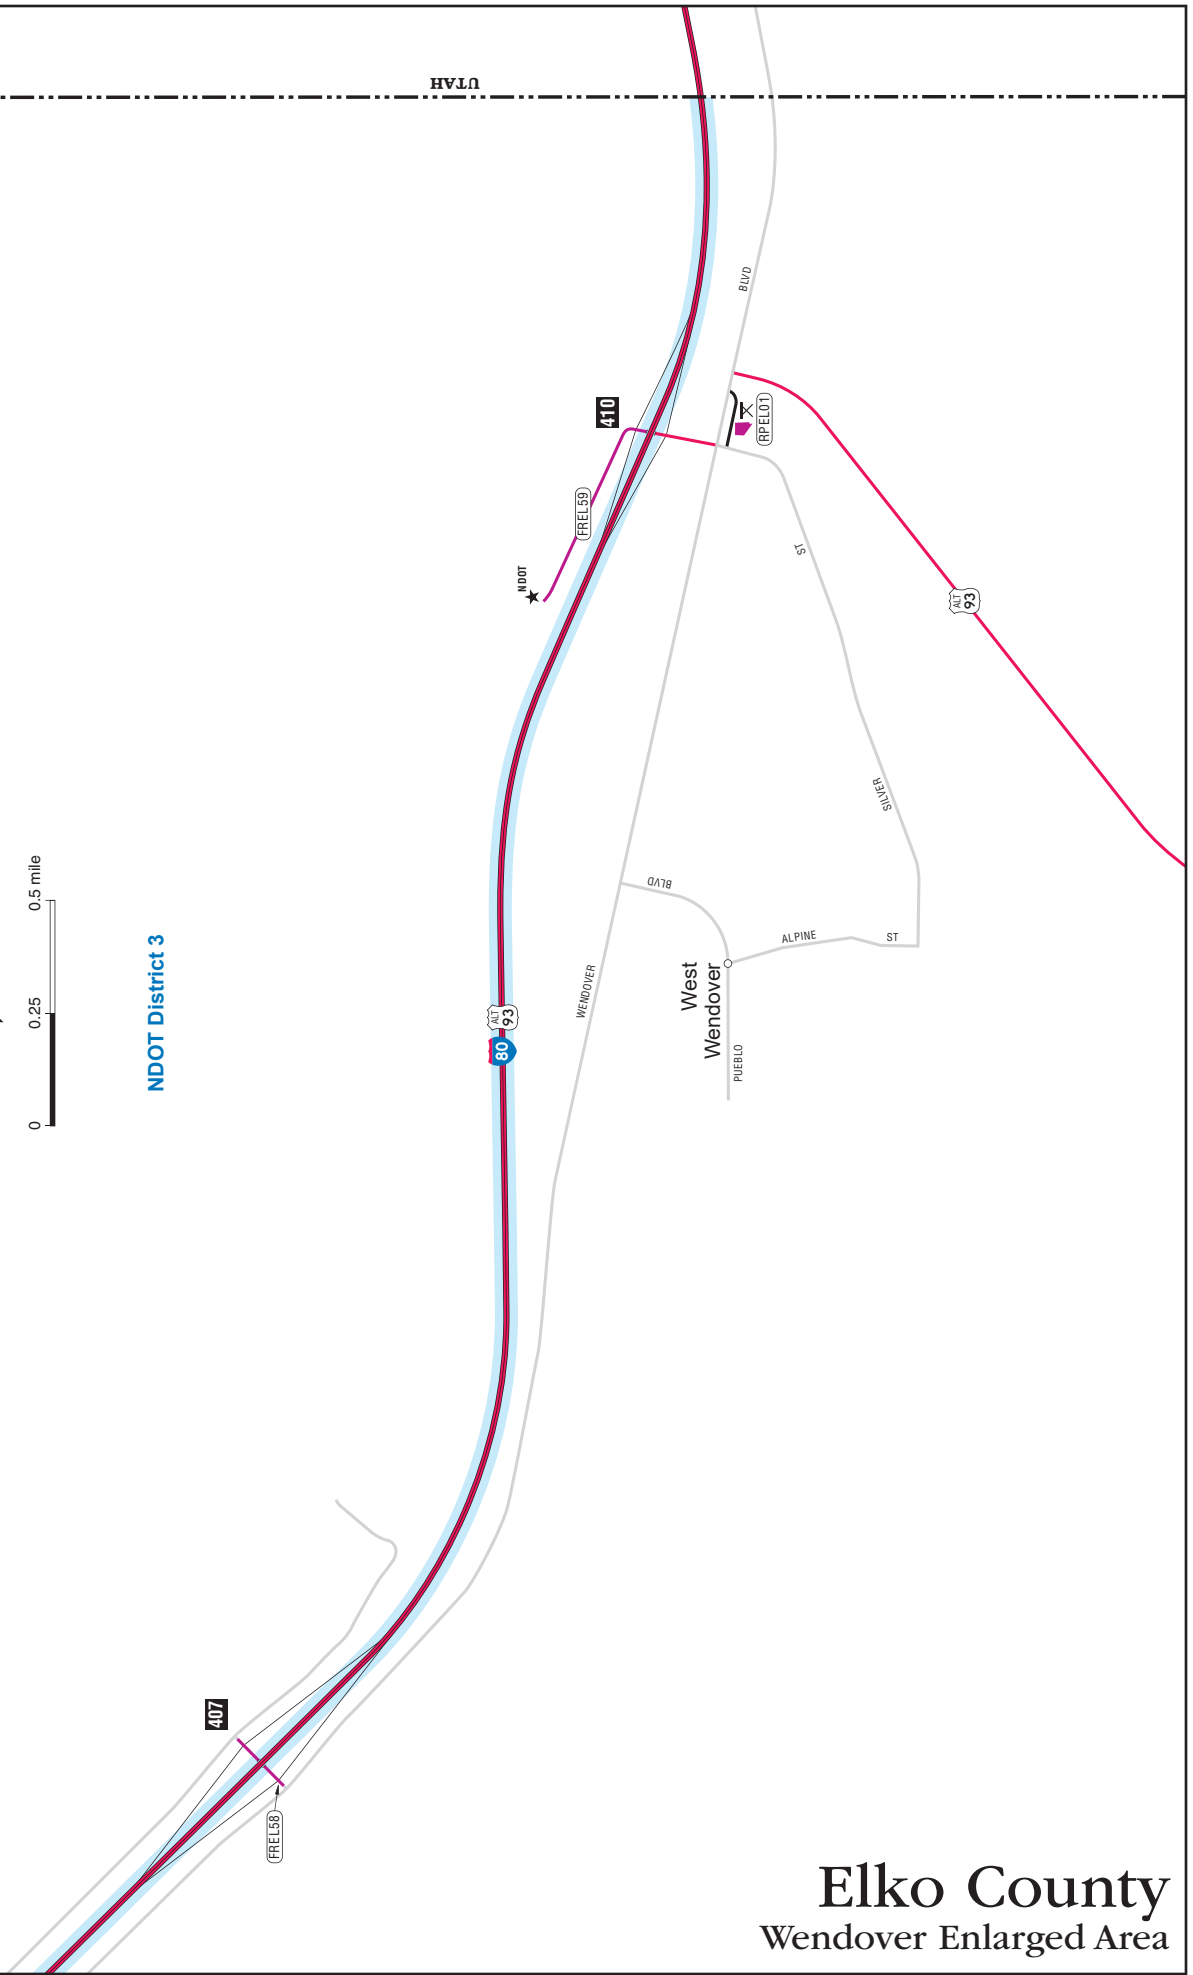 UTAH
BLVD
410
RPEL01
FREL59
NDOT
ST
ALT
93
SILVER
0.5 mile
0.25
0
NDOT District 3
BLVD
ALPINE
ST
West
Wendover
PUEBLO
WENDOVER
ALT
93
80
407
FREL58
Elko County
Wendover Enlarged Area